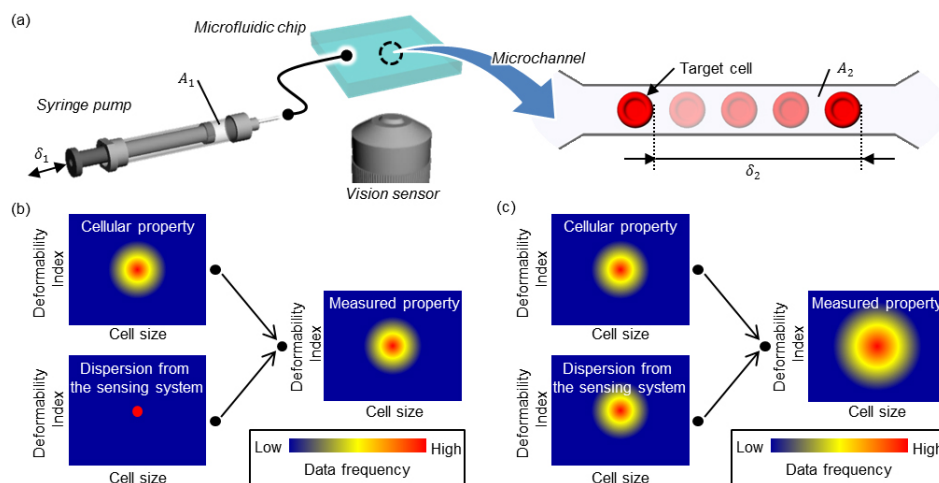 (a)
Microfluidic chip
Microchannel
Target cell
A₂
A₁
Syringe pump
δ₁
δ₂
Vision sensor
(b)
Cellular property
Deformability
Index
Cell size
Dispersion from
the sensing system
Deformability
Index
Cell size
Measured property
Deformability
Index
Cell size
Low
High
Data frequency
(c)
Cellular property
Deformability
Index
Cell size
Dispersion from
the sensing system
Deformability
Index
Cell size
Measured property
Deformability
Index
Cell size
Low
High
Data frequency